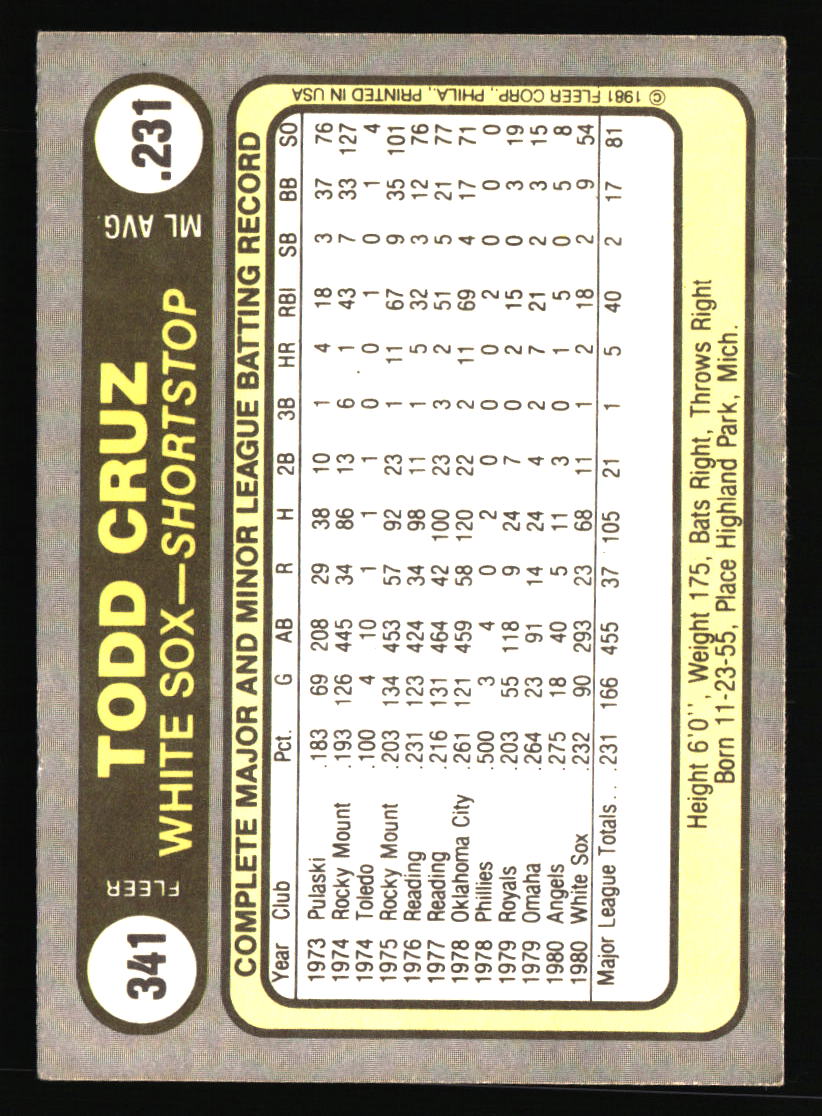 341
FLEER
TODD CRUZ
WHITE SOX—SHORTSTOP
ML AVG.
.231
COMPLETE MAJOR AND MINOR LEAGUE BATTING RECORD
Year Club Pct. G AB R H 2B 3B HR RBI SB BB SO
1973 Pulaski .183 69 208 29 38 10 1 4 18 3 37 76
1974 Rocky Mount .193 126 445 34 86 13 6 1 43 7 33 127
1974 Toledo .100 4 10 1 1 1 0 0 1 0 1 4
1975 Rocky Mount .203 134 453 57 92 23 1 11 67 9 35 101
1976 Reading .231 123 424 34 98 11 1 5 32 3 12 76
1977 Reading .216 131 464 42 100 23 3 2 51 5 21 77
1978 Oklahoma City .261 121 459 58 120 22 2 11 69 4 17 71
1978 Phillies .500 3 4 0 2 0 0 0 2 0 0 0
1979 Royals .203 55 118 9 24 7 0 2 15 0 3 19
1979 Omaha .264 23 91 14 24 4 2 7 21 2 3 15
1980 Angels .275 18 40 5 11 3 0 1 5 0 5 8
1980 White Sox .232 90 293 23 68 11 1 2 18 2 9 54
Major League Totals... .231 166 455 37 105 21 1 5 40 2 17 81
© 1981 FLEER CORP., PHILA., PRINTED IN USA
Height 6'0'', Weight 175, Bats Right, Throws Right
Born 11-23-55, Place Highland Park, Mich.